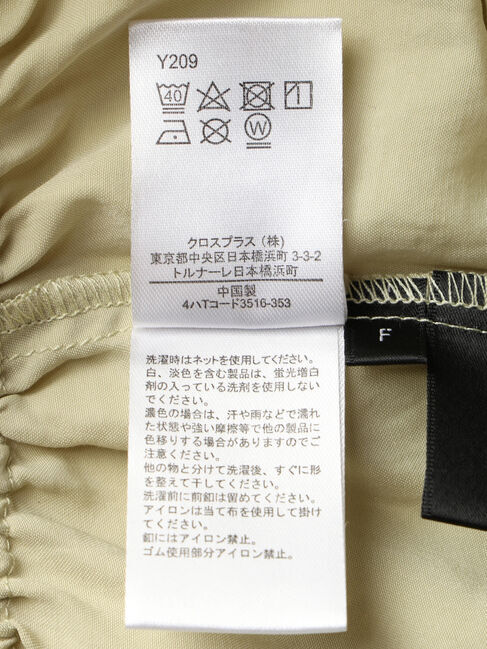 Y209
40
W
クロスプラス (株)
東京都中央区日本橋浜町 3-3-2
トルナーレ日本橋浜町
中国製
4ハTコード3516-353
F
洗濯時はネットを使用してください。
白、淡色を含む製品は、蛍光増白
剤の入っている洗剤を使用しない
でください。
濃色の場合は、汗や雨などで濡れ
た状態や強い摩擦等で他の製品に
色移りする場合がありますのでご
注意ください。
他の物と分けて洗濯後、すぐに形
を整えて干してください。
洗濯前に前釦は留めてください。
アイロンは当て布を使用して掛け
てください。
釦にはアイロン禁止。
ゴム使用部分アイロン禁止。